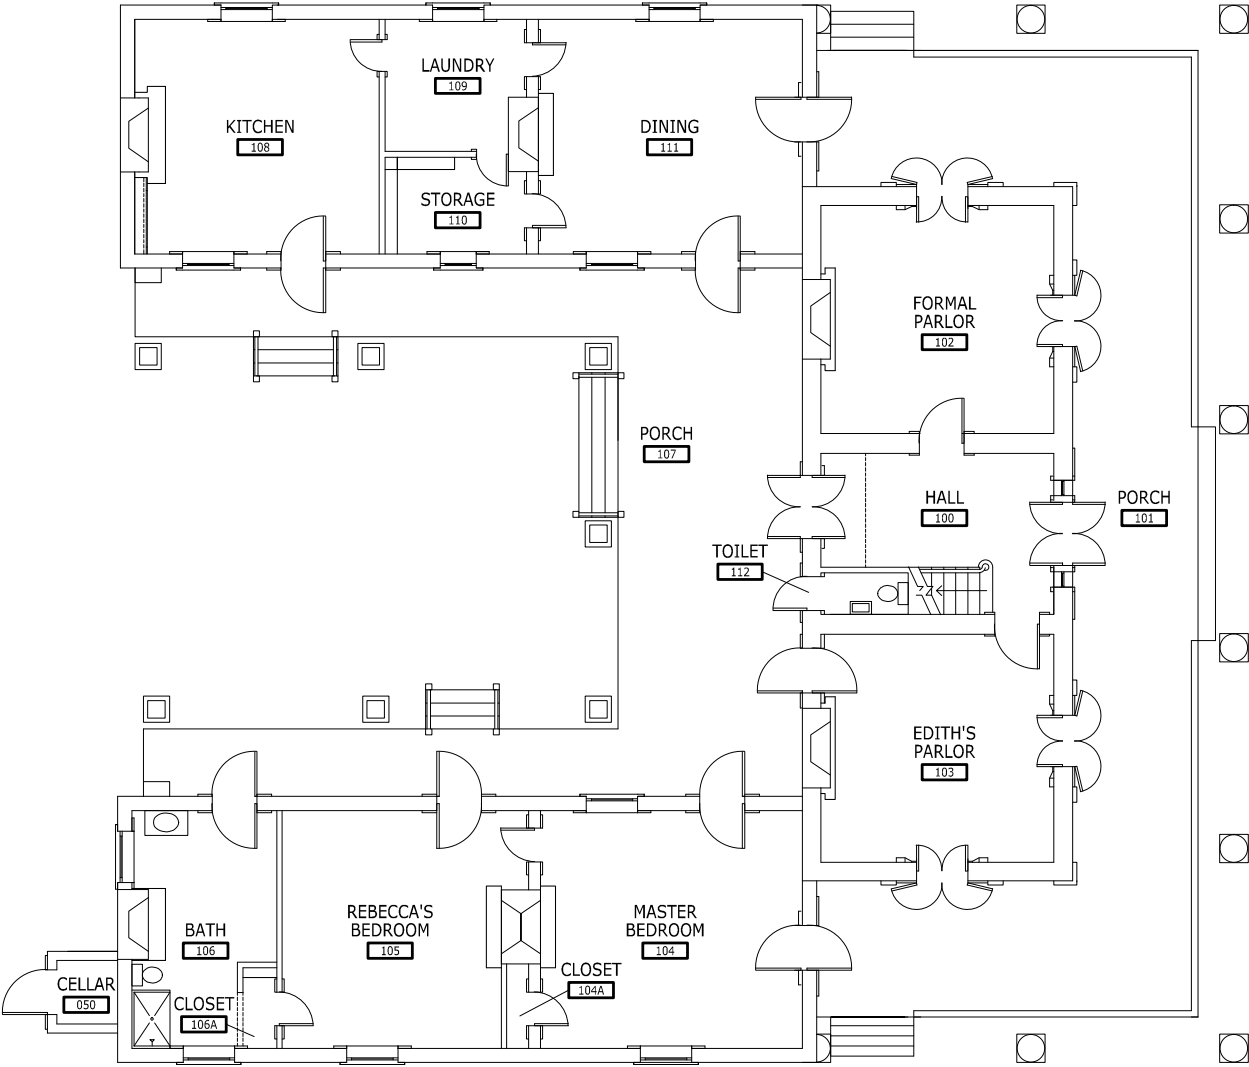 LAUNDRY
109
KITCHEN
108
DINING
111
STORAGE
110
FORMAL
PARLOR
102
PORCH
107
HALL
100
PORCH
101
TOILET
112
EDITH'S
PARLOR
103
REBECCA'S
BEDROOM
105
MASTER
BEDROOM
104
BATH
106
CLOSET
104A
CELLAR
050
CLOSET
106A